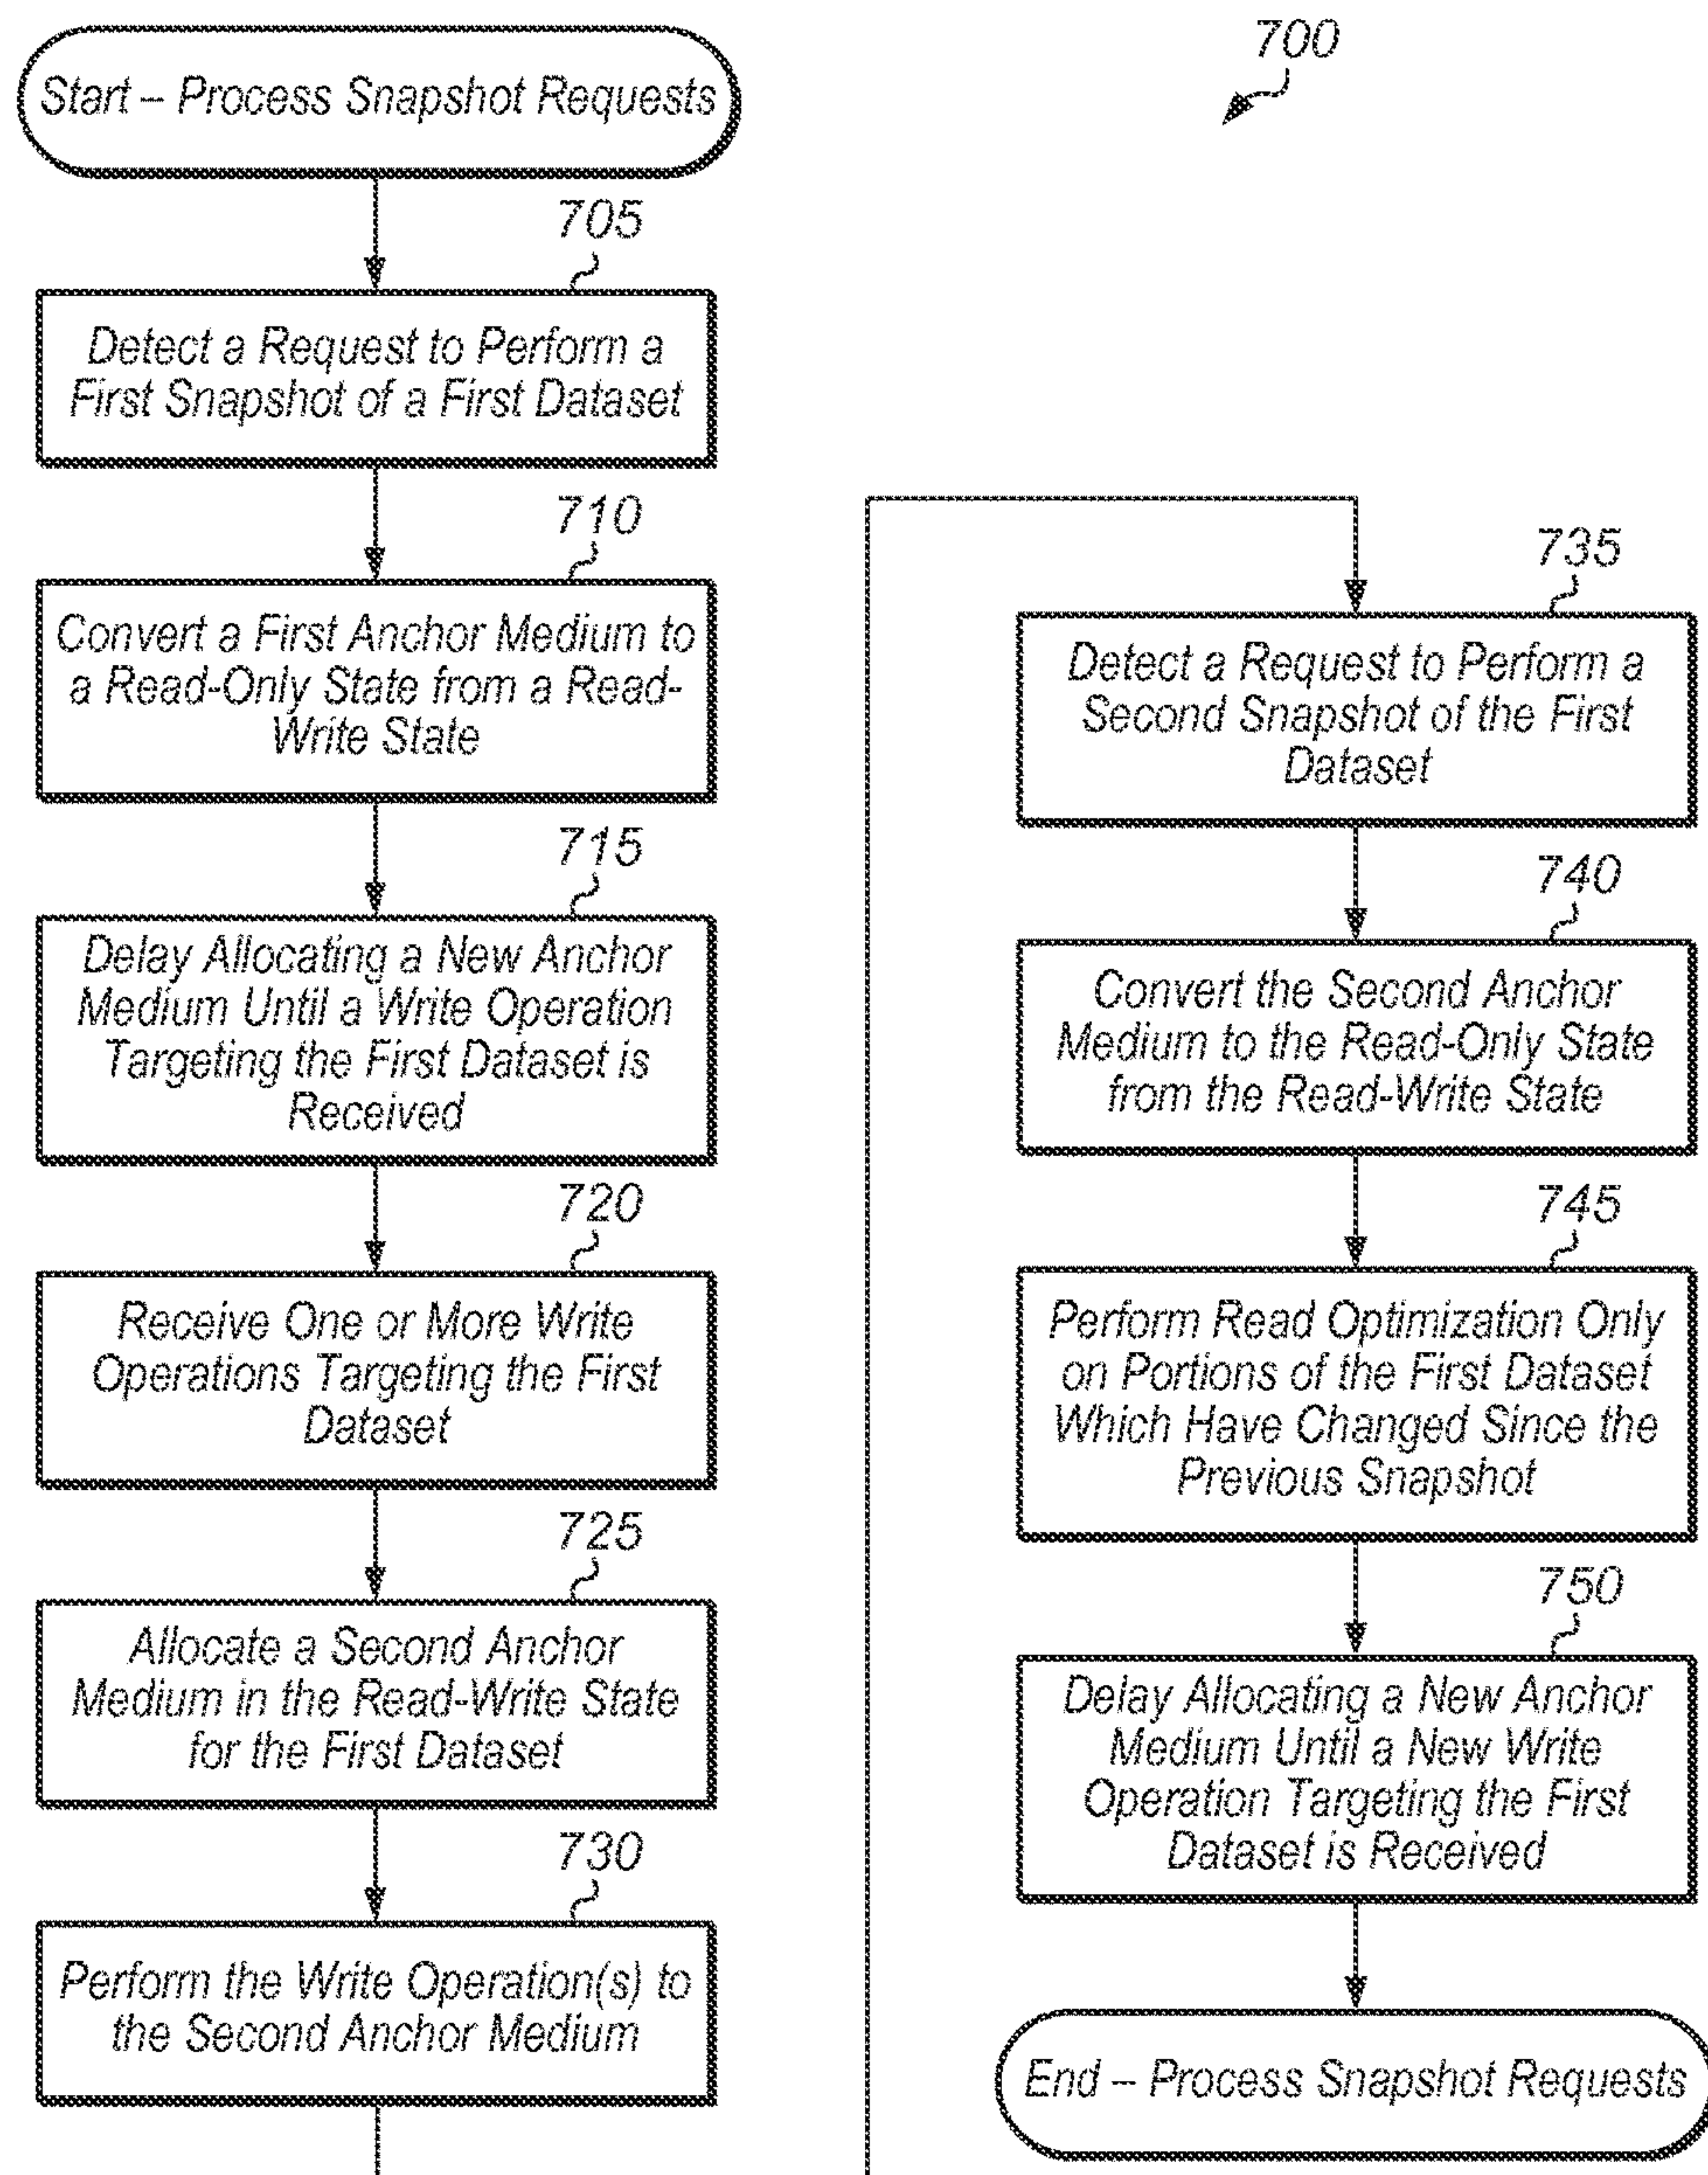 Start – Process Snapshot Requests
700
705
Detect a Request to Perform a
First Snapshot of a First Dataset
710
Convert a First Anchor Medium to
a Read-Only State from a Read-
Write State
715
Delay Allocating a New Anchor
Medium Until a Write Operation
Targeting the First Dataset is
Received
720
Receive One or More Write
Operations Targeting the First
Dataset
725
Allocate a Second Anchor
Medium in the Read-Write State
for the First Dataset
730
Perform the Write Operation(s) to
the Second Anchor Medium
735
Detect a Request to Perform a
Second Snapshot of the First
Dataset
740
Convert the Second Anchor
Medium to the Read-Only State
from the Read-Write State
745
Perform Read Optimization Only
on Portions of the First Dataset
Which Have Changed Since the
Previous Snapshot
750
Delay Allocating a New Anchor
Medium Until a New Write
Operation Targeting the First
Dataset is Received
End – Process Snapshot Requests